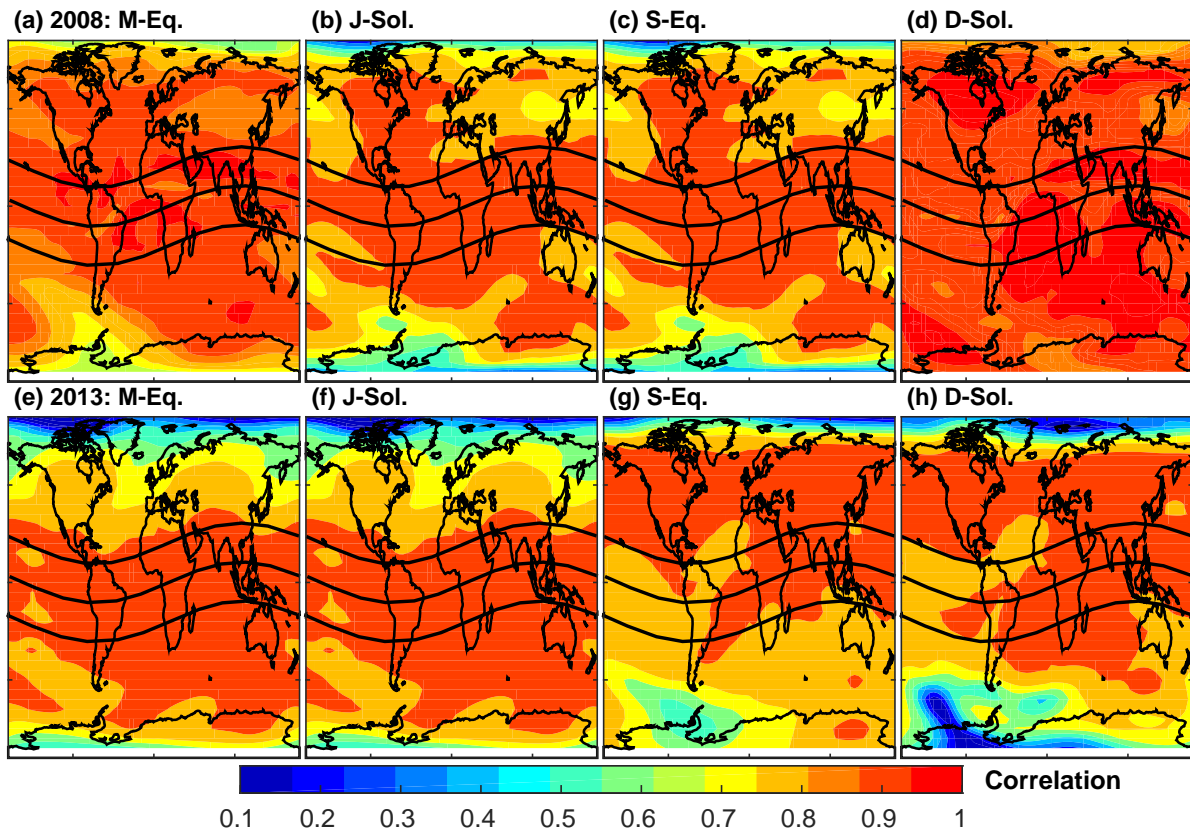 (a) 2008: M-Eq. (b) J-Sol. (c) S-Eq. (d) D-Sol.
(e) 2013: M-Eq. (f) J-Sol. (g) S-Eq. (h) D-Sol.
Correlation
0.1 0.2 0.3 0.4 0.5 0.6 0.7 0.8 0.9 1